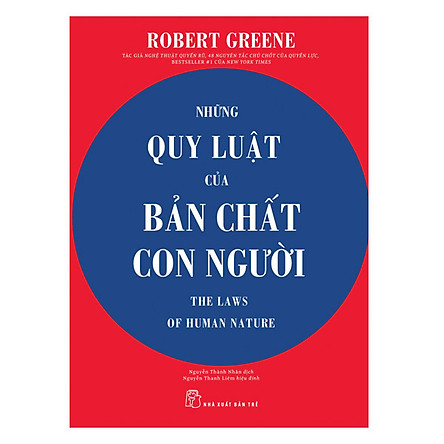 ROBERT GREENE
TÁC GIẢ NGHỆ THUẬT QUYẾN RŨ, 48 NGUYÊN TẮC CHỦ CHỐT CỦA QUYỀN LỰC,
BESTSELLER #1 CỦA NEW YORK TIMES
NHỮNG
QUY LUẬT
CỦA
BẢN CHẤT
CON NGƯỜI
THE LAWS
OF HUMAN NATURE
Nguyễn Thành Nhân dịch
Nguyễn Thanh Liêm hiệu đính
NHÀ XUẤT BẢN TRẺ